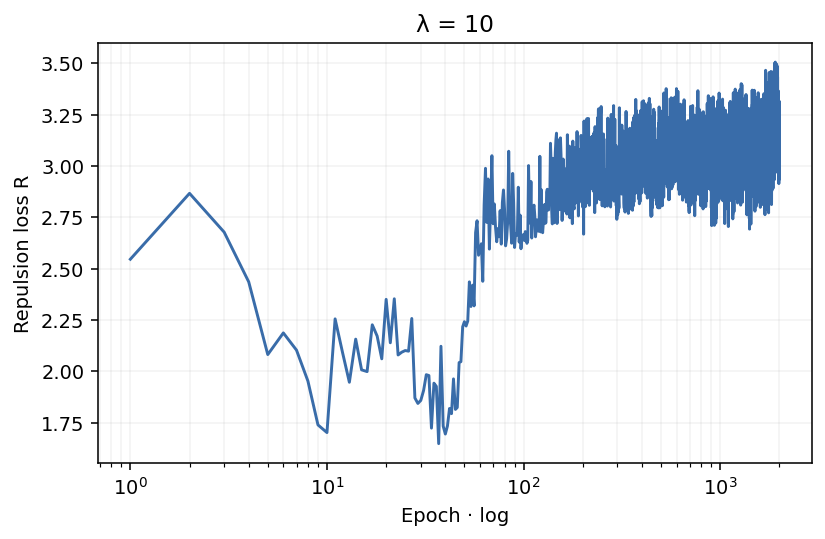 λ = 10
3.50
3.25
3.00
2.75
2.50
2.25
2.00
1.75
Repulsion loss R
10⁰ 10¹ 10² 10³
Epoch · log